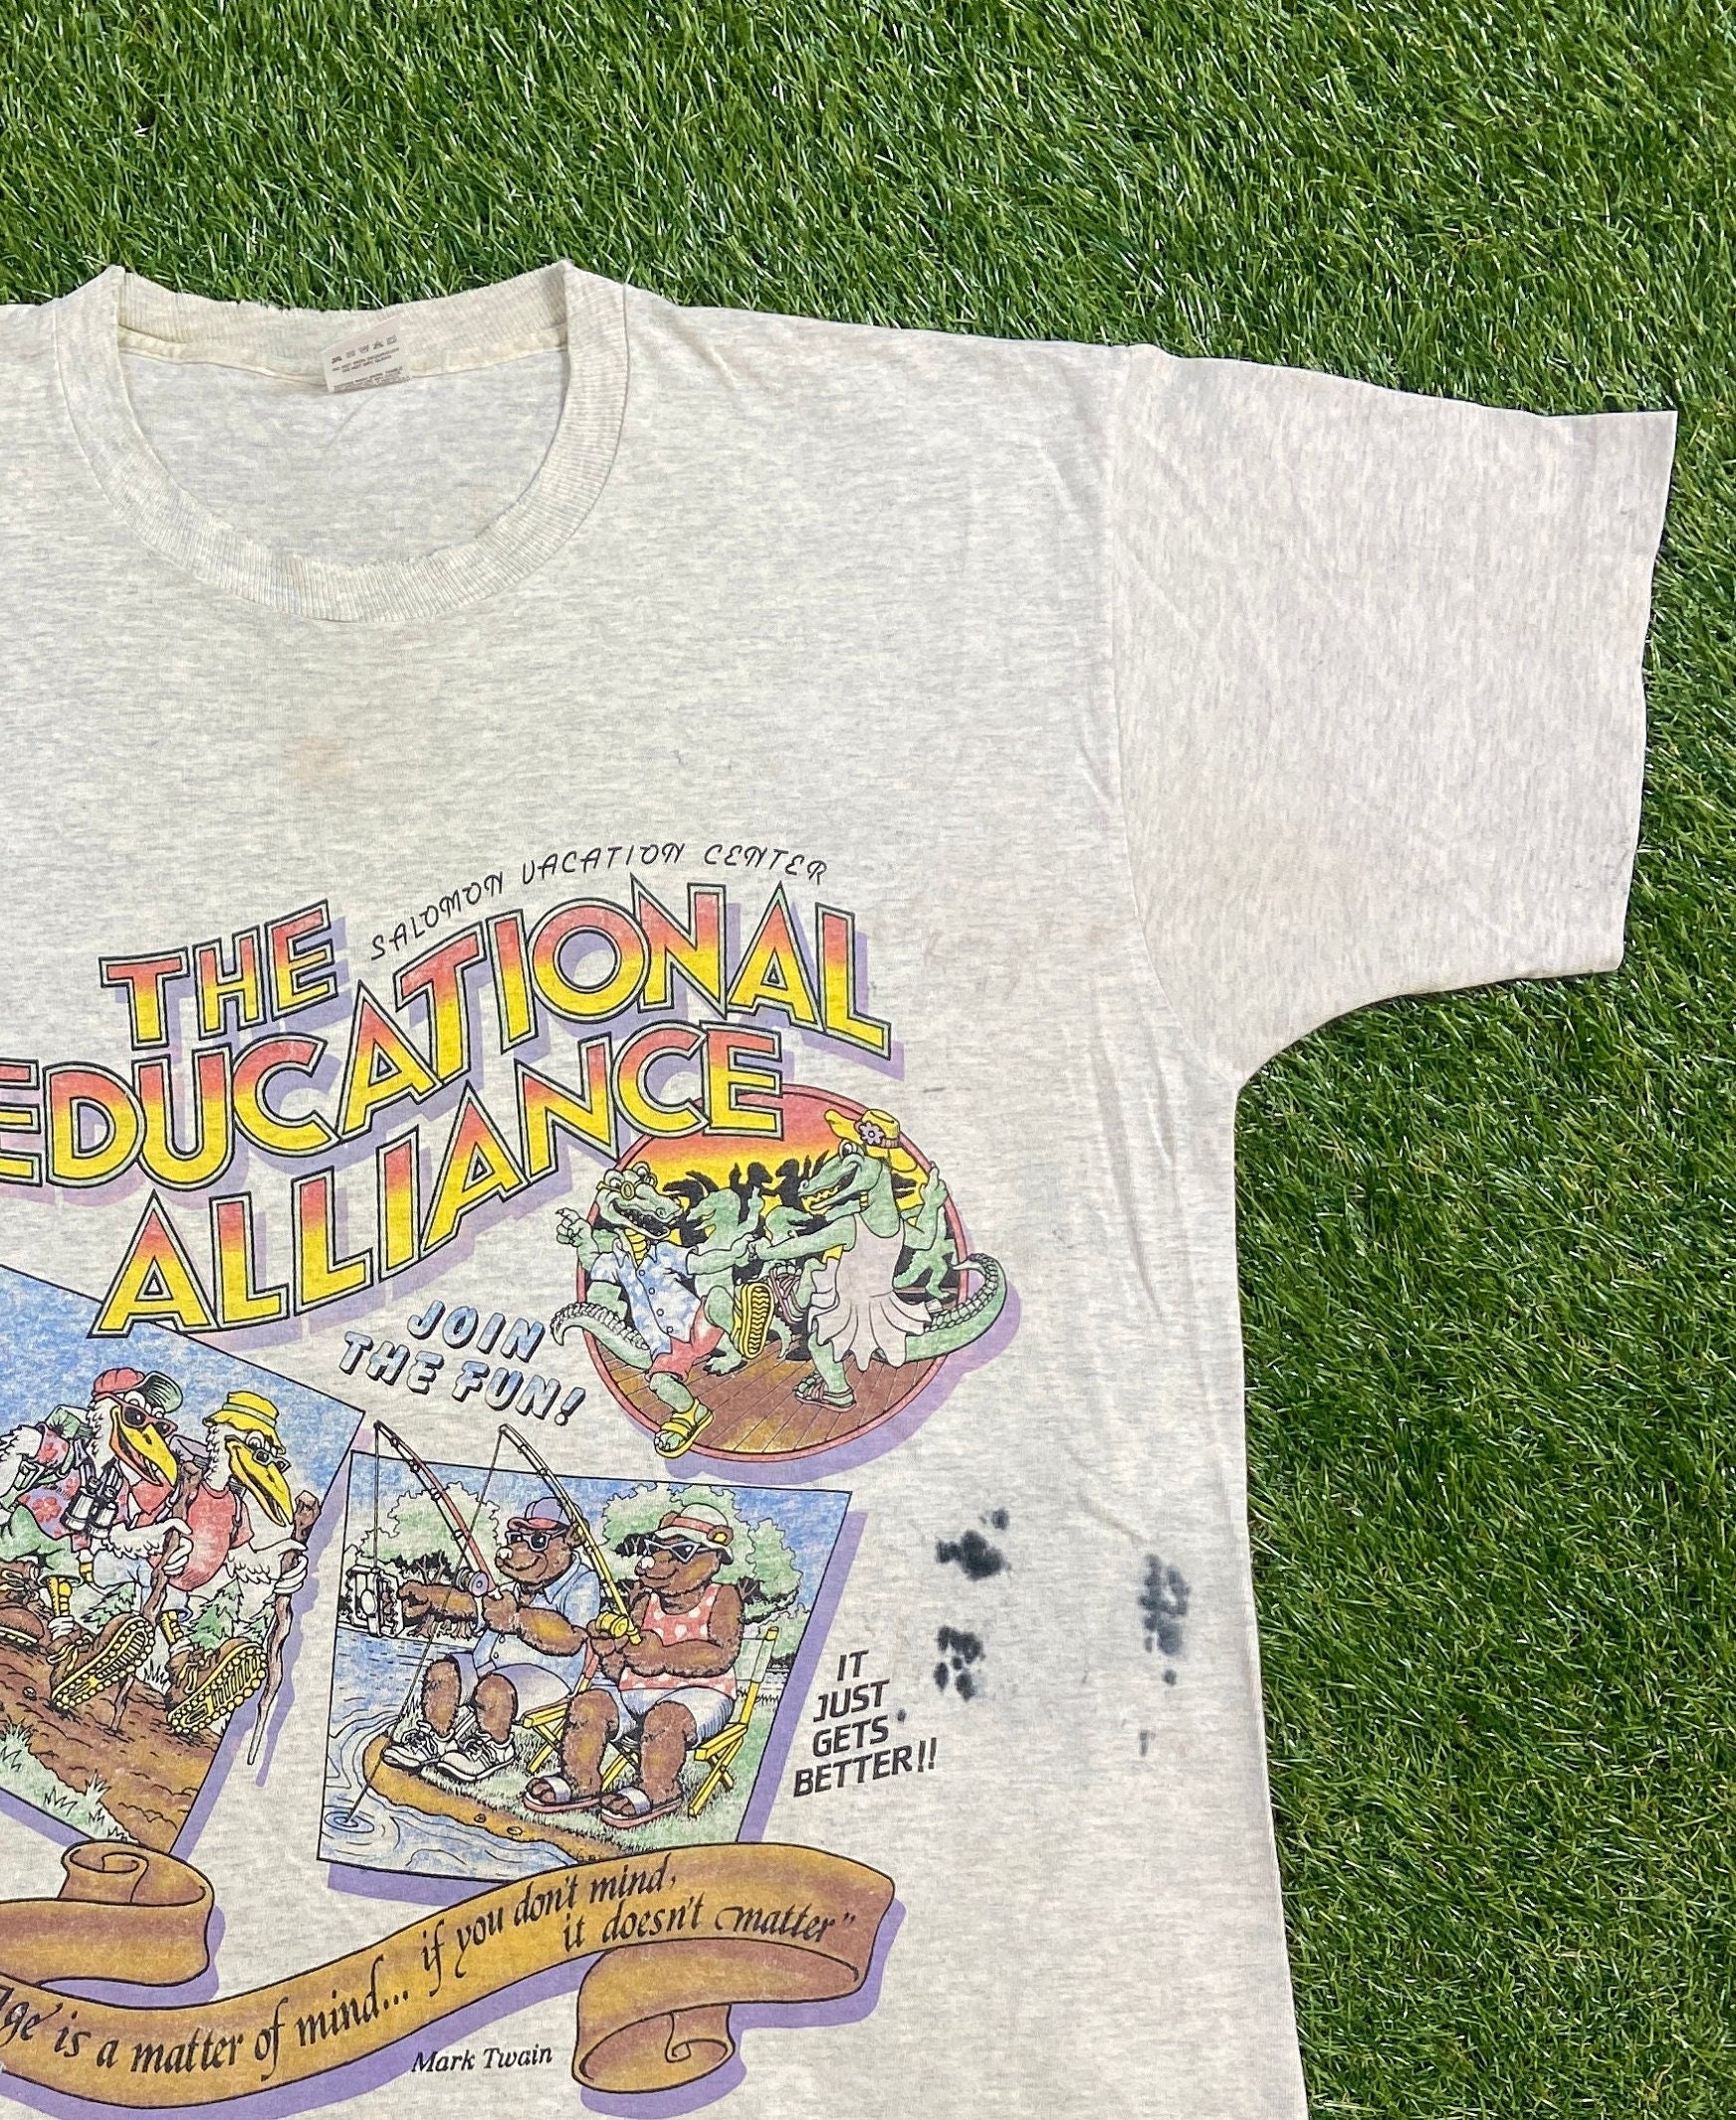 SALOMON VACATION CENTER
THE
EDUCATIONAL
ALLIANCE
JOIN
THE FUN!
IT
JUST
GETS
BETTER!!
if you don't mind,
it doesn't matter"
Age is a matter of mind...
Mark Twain